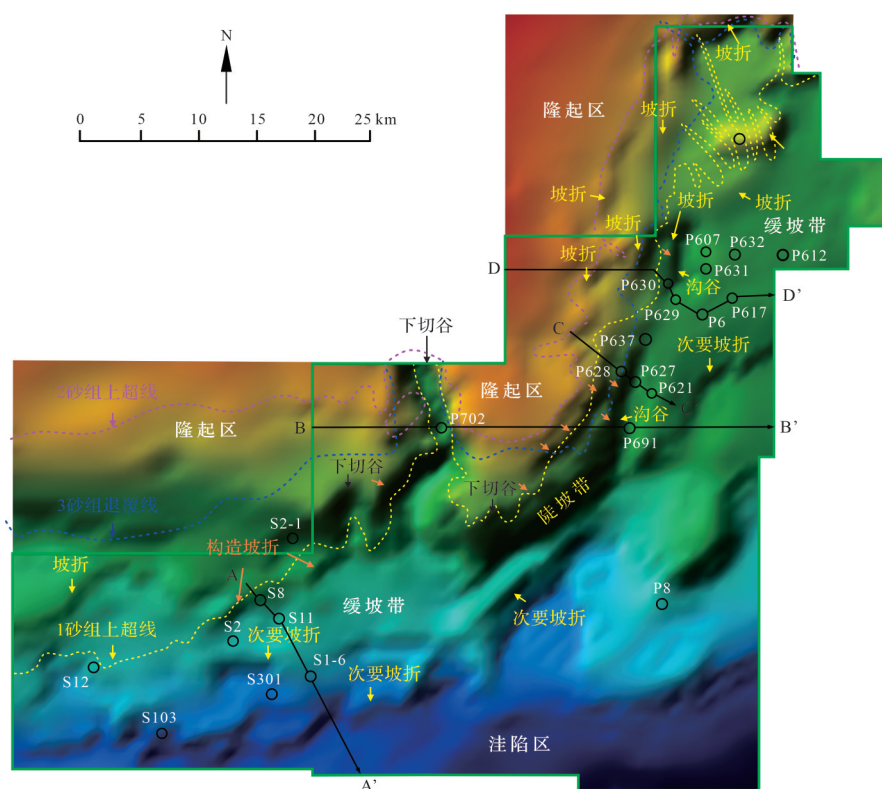 N
0 5 10 15 20 25 km
坡折
隆起区 坡折
坡折 坡折 坡折
坡折 缓坡带
P607 P632
坡折 P612
D P631
P630 沟谷 D’
P629 P617
P6
下切谷 C P637 次要坡折
P628 P627
2砂组上超线 隆起区 P621
P702 沟谷
隆起区 B B’
P691
下切谷 下切谷
3砂组退覆线 陡坡带
S2-1
构造坡折
坡折 A
S8 缓坡带 P8
S11 次要坡折
1砂组上超线 S2 次要坡折
S12 S1-6 次要坡折
S301
S103
洼陷区
A’